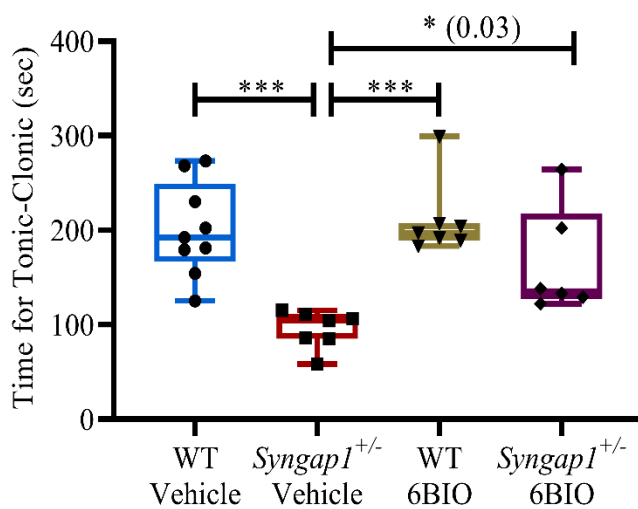 Time for Tonic-Clonic (sec)
400
300
200
100
0
* (0.03)
*** ***
WT Syngap1+/- WT Syngap1+/-
Vehicle Vehicle 6BIO 6BIO